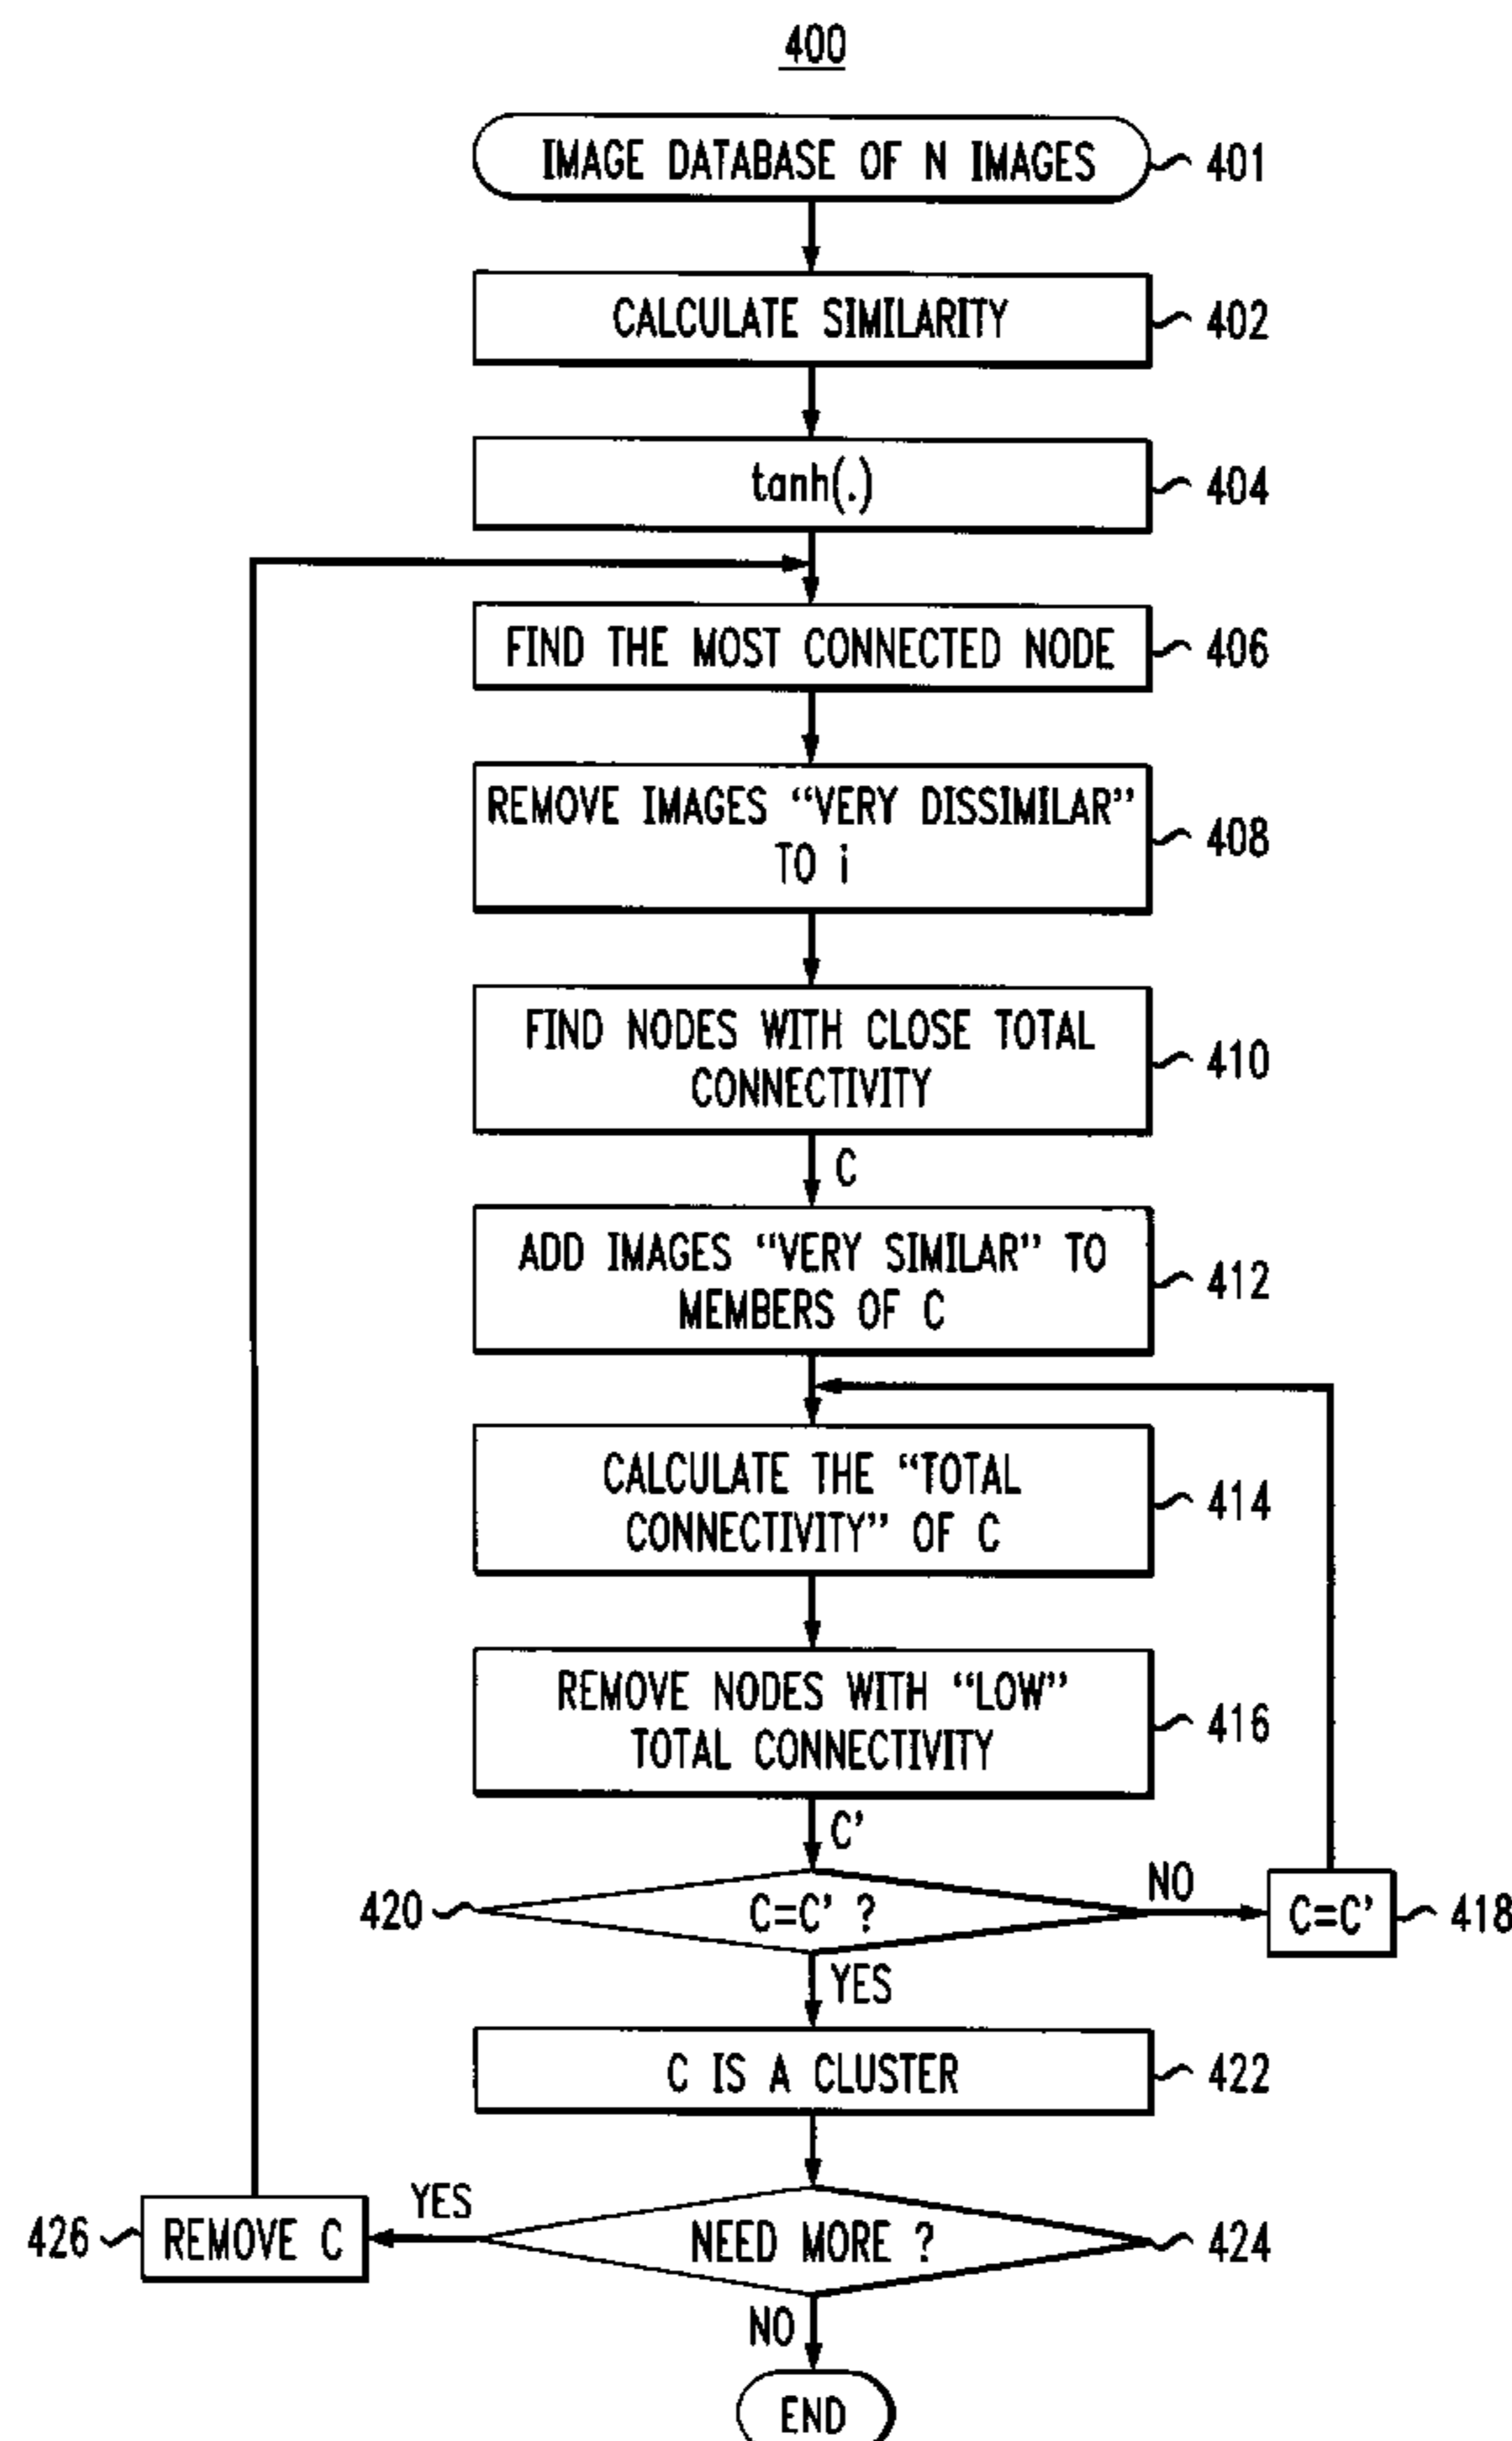 400
IMAGE DATABASE OF N IMAGES
401
CALCULATE SIMILARITY
402
tanh(.)
404
FIND THE MOST CONNECTED NODE
406
REMOVE IMAGES “VERY DISSIMILAR”
TO i
408
FIND NODES WITH CLOSE TOTAL
CONNECTIVITY
410
C
ADD IMAGES “VERY SIMILAR” TO
MEMBERS OF C
412
CALCULATE THE “TOTAL
CONNECTIVITY” OF C
414
REMOVE NODES WITH “LOW”
TOTAL CONNECTIVITY
416
C’
420
C=C’ ?
NO
C=C’
418
YES
C IS A CLUSTER
422
426
REMOVE C
YES
NEED MORE ?
424
NO
END